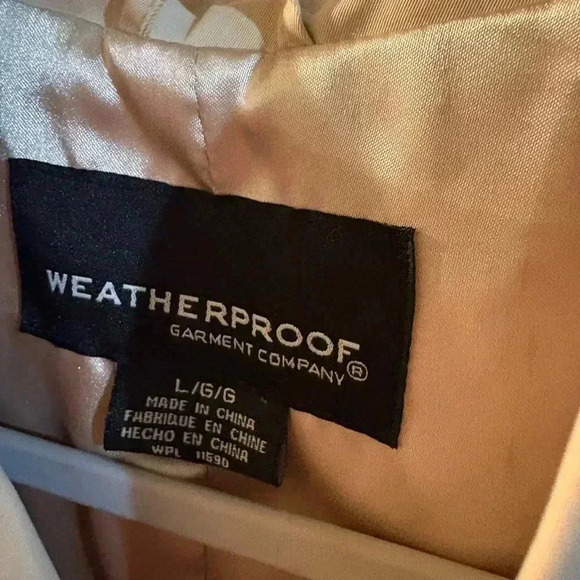 WEATHERPROOF®
GARMENT COMPANY
L/G/G
MADE IN CHINA
FABRIQUE EN CHINE
HECHO EN CHINA
WPL 11590